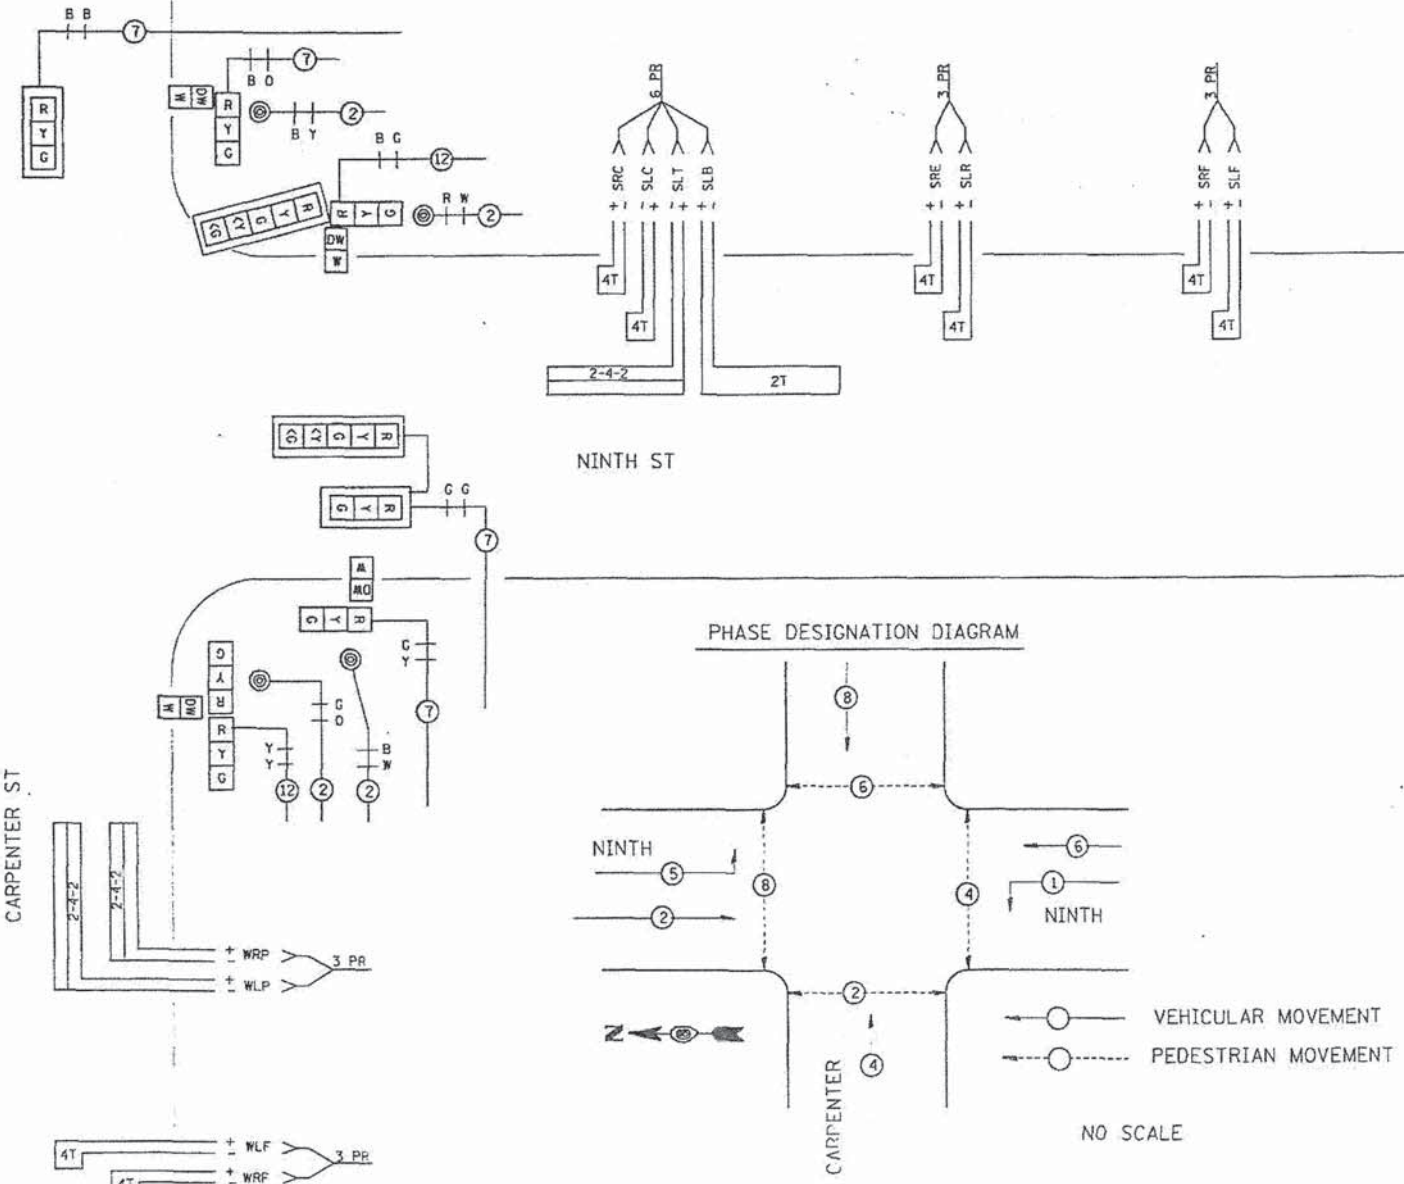 B B
7
R
Y
G
B O
7
W DW
R
Y
G
B Y
2
B G
12
R W
2
<G <Y G Y R
R Y G
DW
W
6 PR
SRC
SLC
SLT
SLB
+ - - + - + + -
4T
4T
2-4-2
2T
3 PR
SRE
SLR
+ - + -
4T
4T
3 PR
SRF
SLF
+ - + -
4T
4T
<G <Y G Y R
G Y R
G G
7
NINTH ST
W
DW
G Y R
G
Y
7
G
Y
R
W DW
R
Y
G
Y
Y
12
G
O
2
B
W
2
CARPENTER ST
2-4-2
2-4-2
+ WRP
-
+ WLP
-
3 PR
4T
+ WLF
-
3 PR
4T
+ WRF
-
PHASE DESIGNATION DIAGRAM
8
6
NINTH
5
2
8
4
6
1
NINTH
2
4
N
CARPENTER
VEHICULAR MOVEMENT
PEDESTRIAN MOVEMENT
NO SCALE